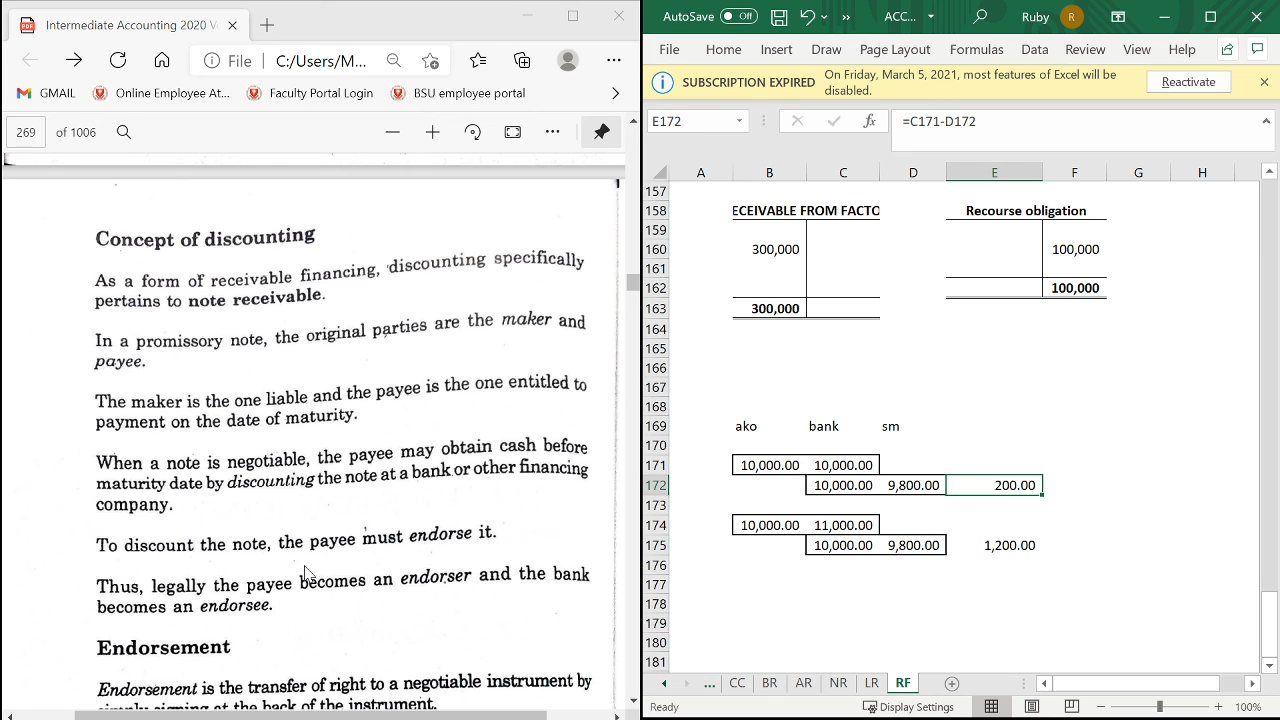 Intermediate Accounting 2020 V
File
C:/Users/M...
GMAIL
Online Employee At...
Faculty Portal Login
BSU employee portal
269 of 1006
Concept of discounting
As a form of receivable financing, discounting specifically
pertains to note receivable.
In a promissory note, the original parties are the maker and
payee.
The maker is the one liable and the payee is the one entitled to
payment on the date of maturity.
When a note is negotiable, the payee may obtain cash before
maturity date by discounting the note at a bank or other financing
company.
To discount the note, the payee must endorse it.
Thus, legally the payee becomes an endorser and the bank
becomes an endorsee.
Endorsement
Endorsement is the transfer of right to a negotiable instrument by
simply signing at the back of the instrument.
AutoSave Off ACC... Ruby R
File Home Insert Draw Page Layout Formulas Data Review View Help
SUBSCRIPTION EXPIRED On Friday, March 5, 2021, most features of Excel will be
disabled.
Reactivate
E172 fx =C171-D172
A B C D E F G H
157
158 ECEIVABLE FROM FACTO Recourse obligation
159
160 300,000 100,000
161
162 100,000
163 300,000
164
165
166
167
168
169 ako bank sm
170
171 10,000.00 10,000.00
172 10,000.00 9,800.00 200.00
173
174 10,000.00 11,000.00
175 10,000.00 9,800.00 1,200.00
176
177
178
179
180
181
... CC BR AR NR LR RF
Ready Display Settings 100%